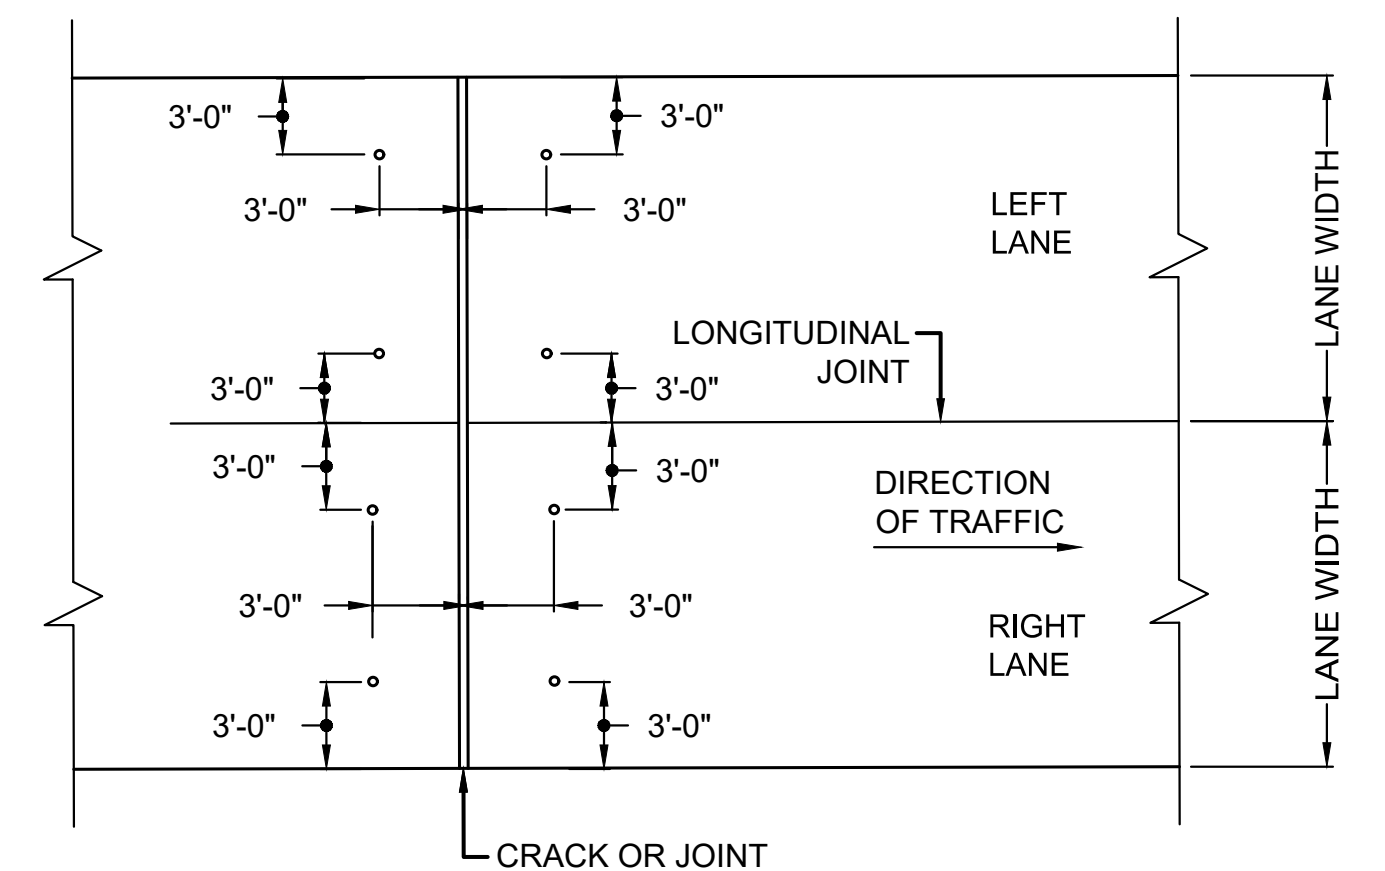 3'-0" 3'-0"
3'-0" 3'-0"
LEFT
LANE
LANE WIDTH
LONGITUDINAL
JOINT
3'-0" 3'-0"
3'-0" 3'-0"
DIRECTION
OF TRAFFIC
LANE WIDTH
3'-0" 3'-0"
RIGHT
LANE
3'-0" 3'-0"
CRACK OR JOINT